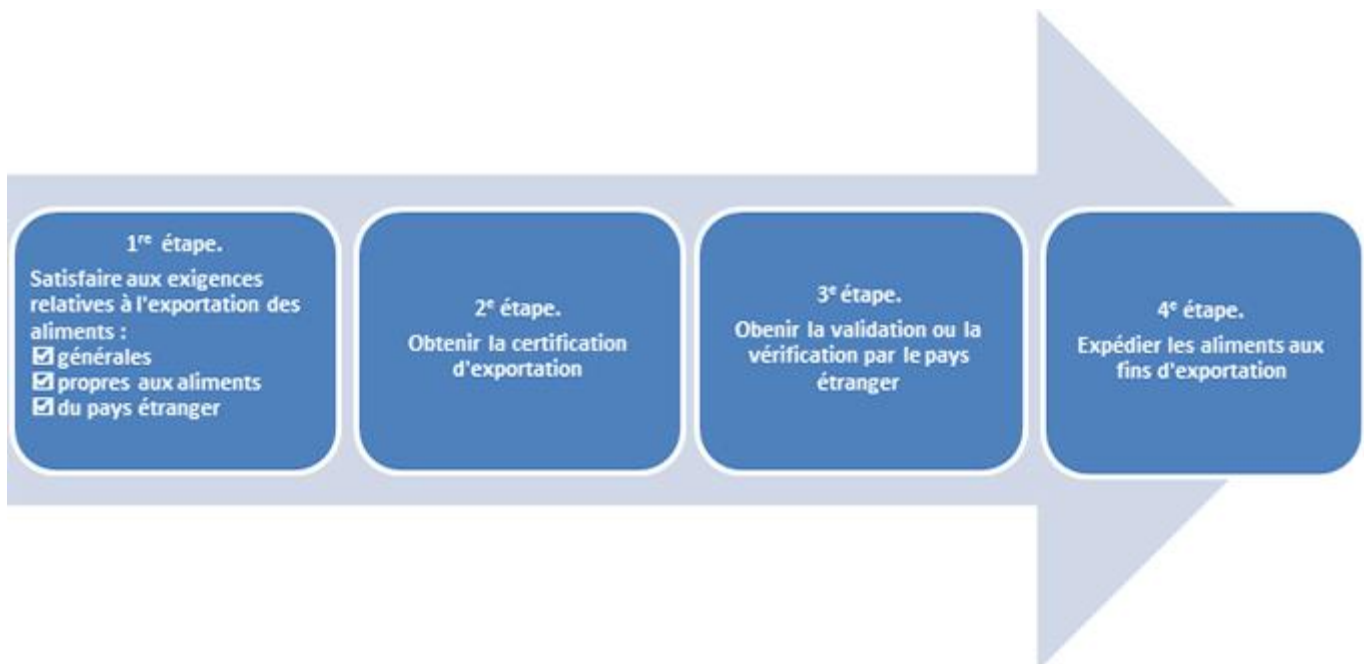 1re étape.
Satisfaire aux exigences
relatives à l'exportation des
aliments :
☑ générales
☑ propres aux aliments
☑ du pays étranger
2e étape.
Obtenir la certification
d'exportation
3e étape.
Obenir la validation ou la
vérification par le pays
étranger
4e étape.
Expédier les aliments aux
fins d'exportation